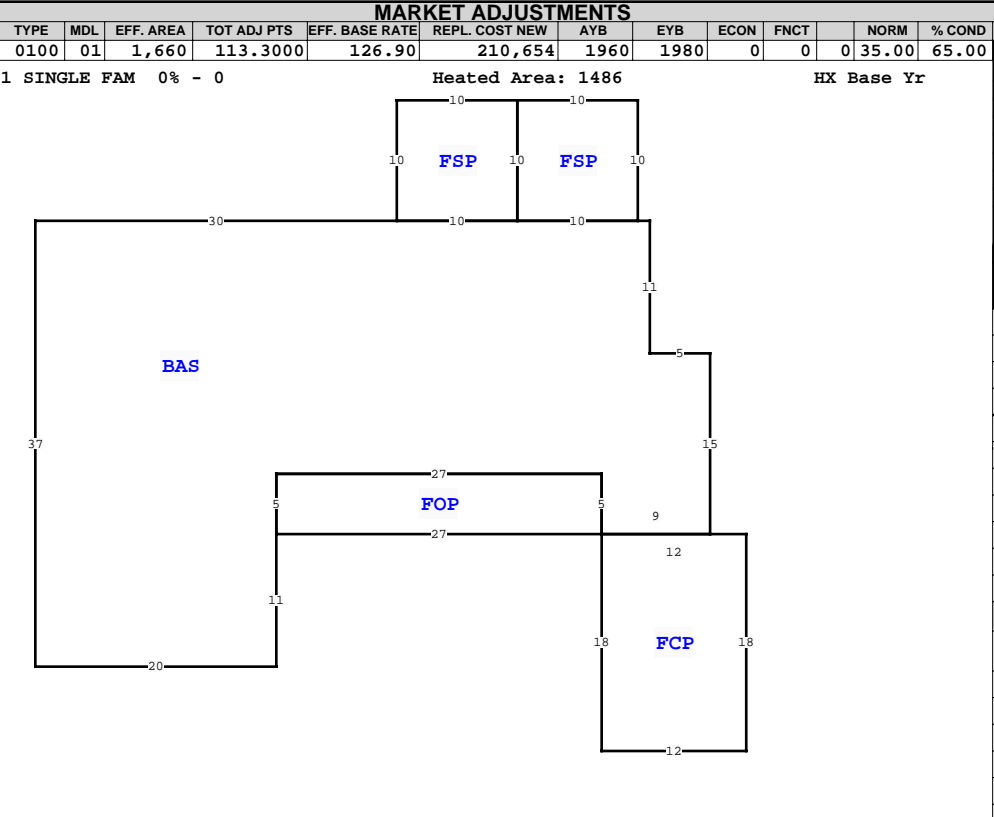 MARKET ADJUSTMENTS
TYPE MDL EFF. AREA TOT ADJ PTS EFF. BASE RATE REPL. COST NEW AYB EYB ECON FNCT NORM % COND
0100 01 1,660 113.3000 126.90 210,654 1960 1980 0 0 0 35.00 65.00
1 SINGLE FAM 0% - 0 Heated Area: 1486 HX Base Yr
10 10
10 FSP 10 FSP 10
30 10 10
11
5
BAS
37 15
27
5 FOP 5
9
27
12
11
18 FCP 18
20
12